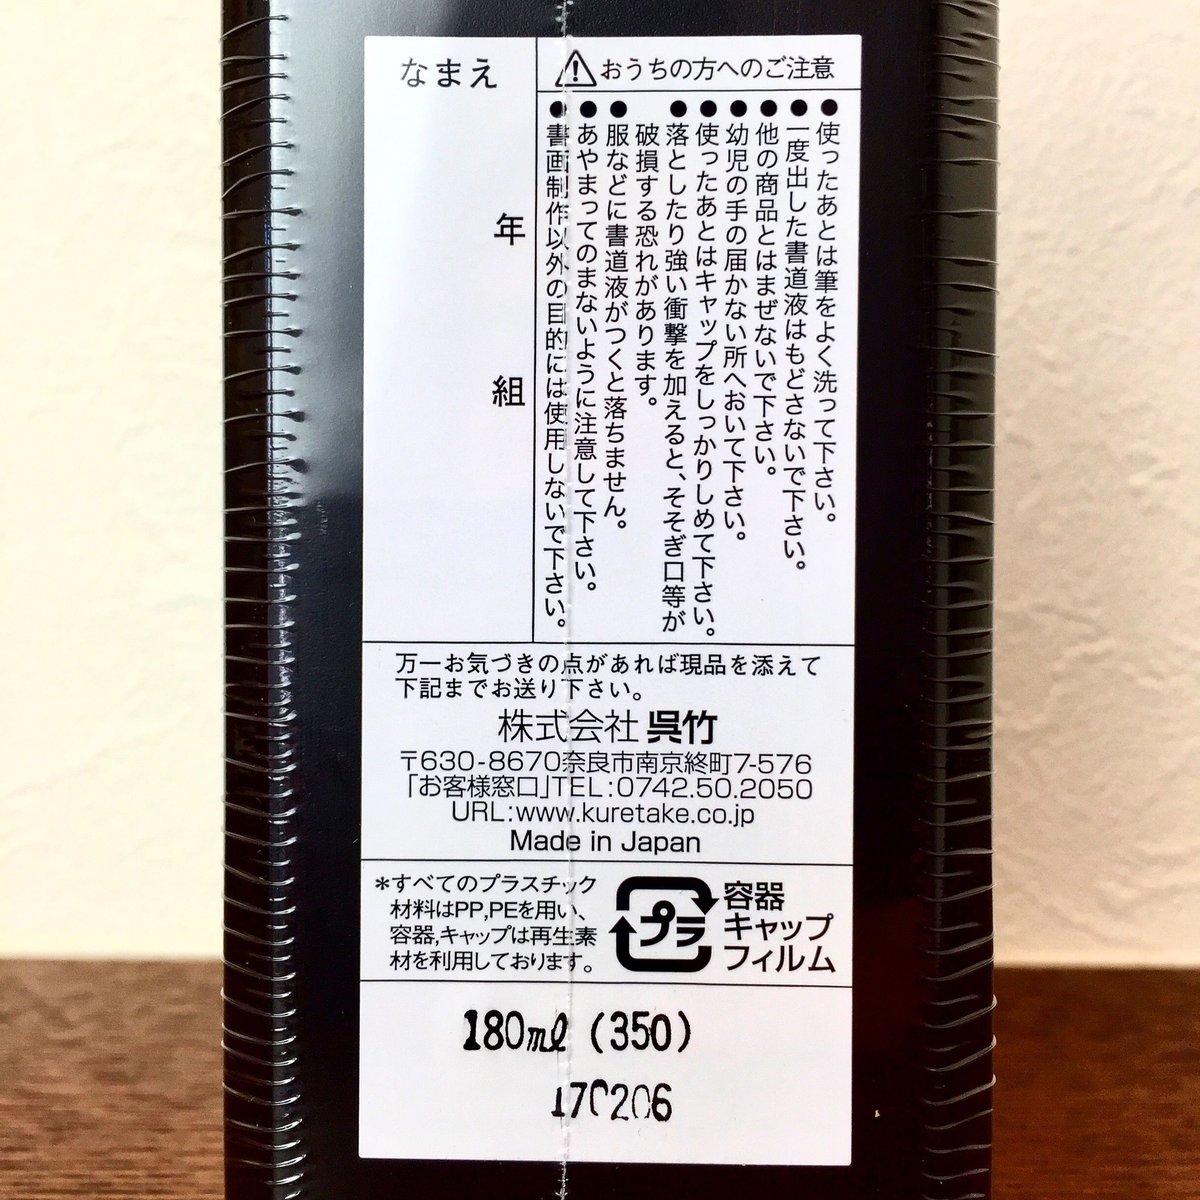 なまえ
年
組
おうちの方へのご注意
●使ったあとは筆をよく洗って下さい。
●一度出した書道液はもどさないで下さい。
●他の商品とはまぜないで下さい。
●幼児の手の届かない所へおいて下さい。
●使ったあとはキャップをしっかりしめて下さい。
●落としたり強い衝撃を加えると、そそぎ口等が
破損する恐れがあります。
●服などに書道液がつくと落ちません。
●あやまってのまないように注意して下さい。
●書画制作以外の目的には使用しないで下さい。
万一お気づきの点があれば現品を添えて
下記までお送り下さい。
株式会社 呉竹
〒630-8670奈良市南京終町7-576
「お客様窓口」TEL:0742.50.2050
URL:www.kuretake.co.jp
Made in Japan
*すべてのプラスチック
材料はPP,PEを用い、
容器,キャップは再生素
材を利用しております。
プラ
容器
キャップ
フィルム
180ml (350)
170206